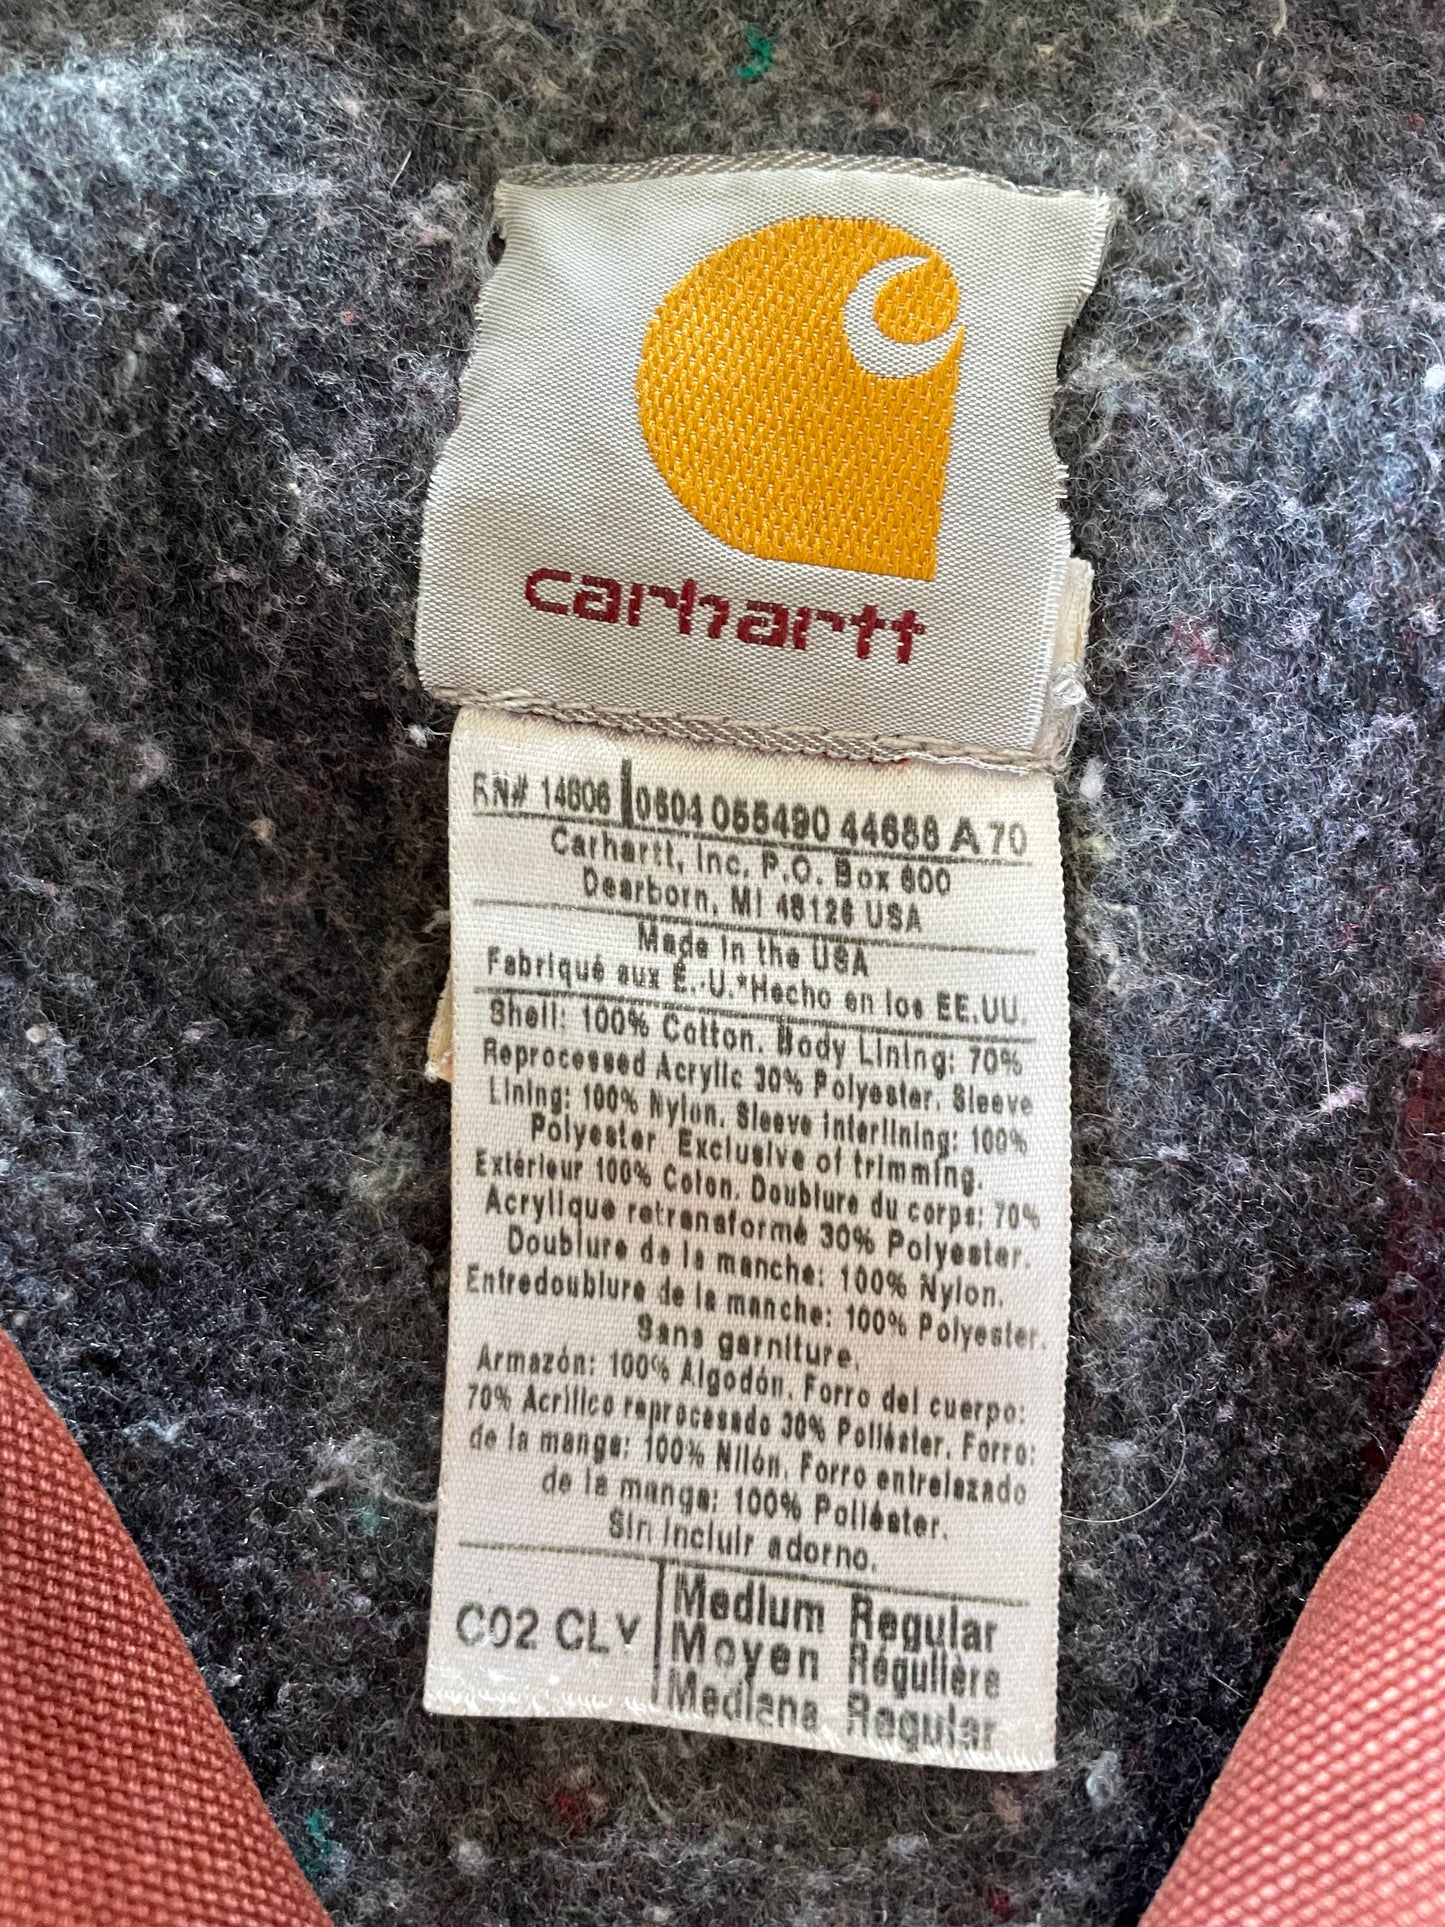 carhartt
RN# 14806 0604 055490 44688 A 70
Carhartt, Inc. P.O. Box 600
Dearborn, MI 48126 USA
Made in the USA
Fabriqué aux É.-U.*Hecho en los EE.UU.
Shell: 100% Cotton. Body Lining: 70%
Reprocessed Acrylic 30% Polyester. Sleeve
Lining: 100% Nylon. Sleeve interlining: 100%
Polyester. Exclusive of trimming.
Extérieur 100% Coton. Doublure du corps: 70%
Acrylique retransformé 30% Polyester.
Doublure de la manche: 100% Nylon.
Entredoublure de la manche: 100% Polyester.
Sans garniture.
Armazón: 100% Algodón. Forro del cuerpo:
70% Acrílico reprocesado 30% Poliéster. Forro:
de la manga: 100% Nilón. Forro entrelazado
de la manga: 100% Poliéster.
Sin incluir adorno.
C02 CLY
Medium Regular
Moyen Régulière
Mediana Regular